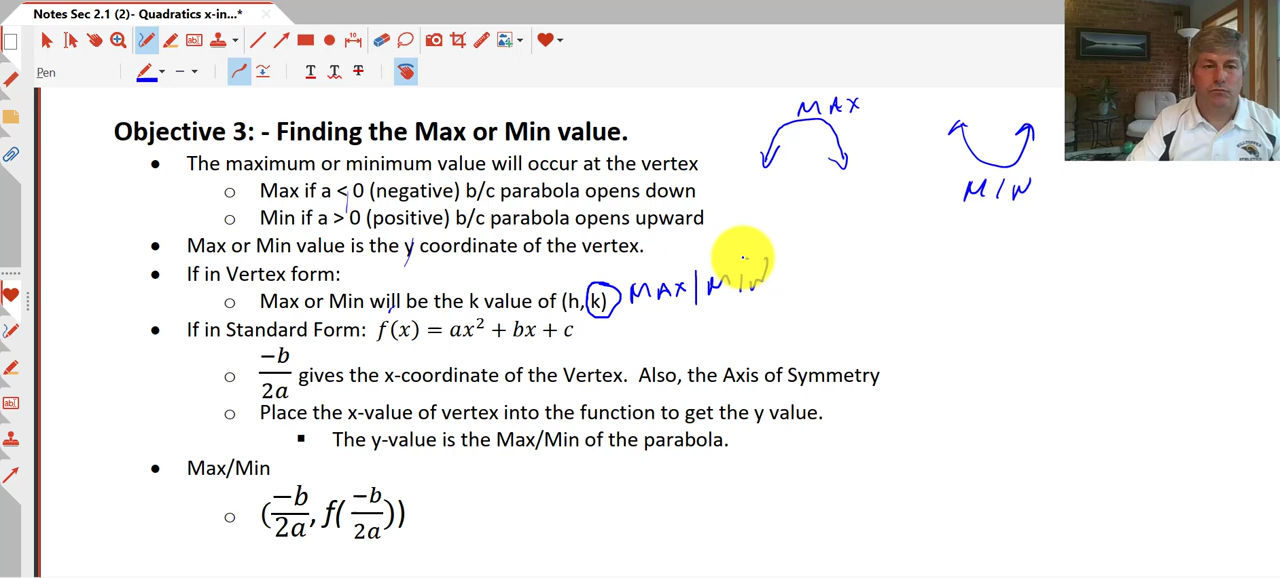 Notes Sec 2.1 (2)- Quadratics x-in...*
Pen
MAX
Objective 3: - Finding the Max or Min value.
• The maximum or minimum value will occur at the vertex
○ Max if a < 0 (negative) b/c parabola opens down
MIN
○ Min if a > 0 (positive) b/c parabola opens upward
• Max or Min value is the y coordinate of the vertex.
• If in Vertex form:
○ Max or Min will be the k value of (h, k) MAX|MIN
• If in Standard Form: f(x) = ax² + bx + c
○ −b/2a gives the x-coordinate of the Vertex. Also, the Axis of Symmetry
○ Place the x-value of vertex into the function to get the y value.
▪ The y-value is the Max/Min of the parabola.
• Max/Min
○ (−b/2a, f(−b/2a))